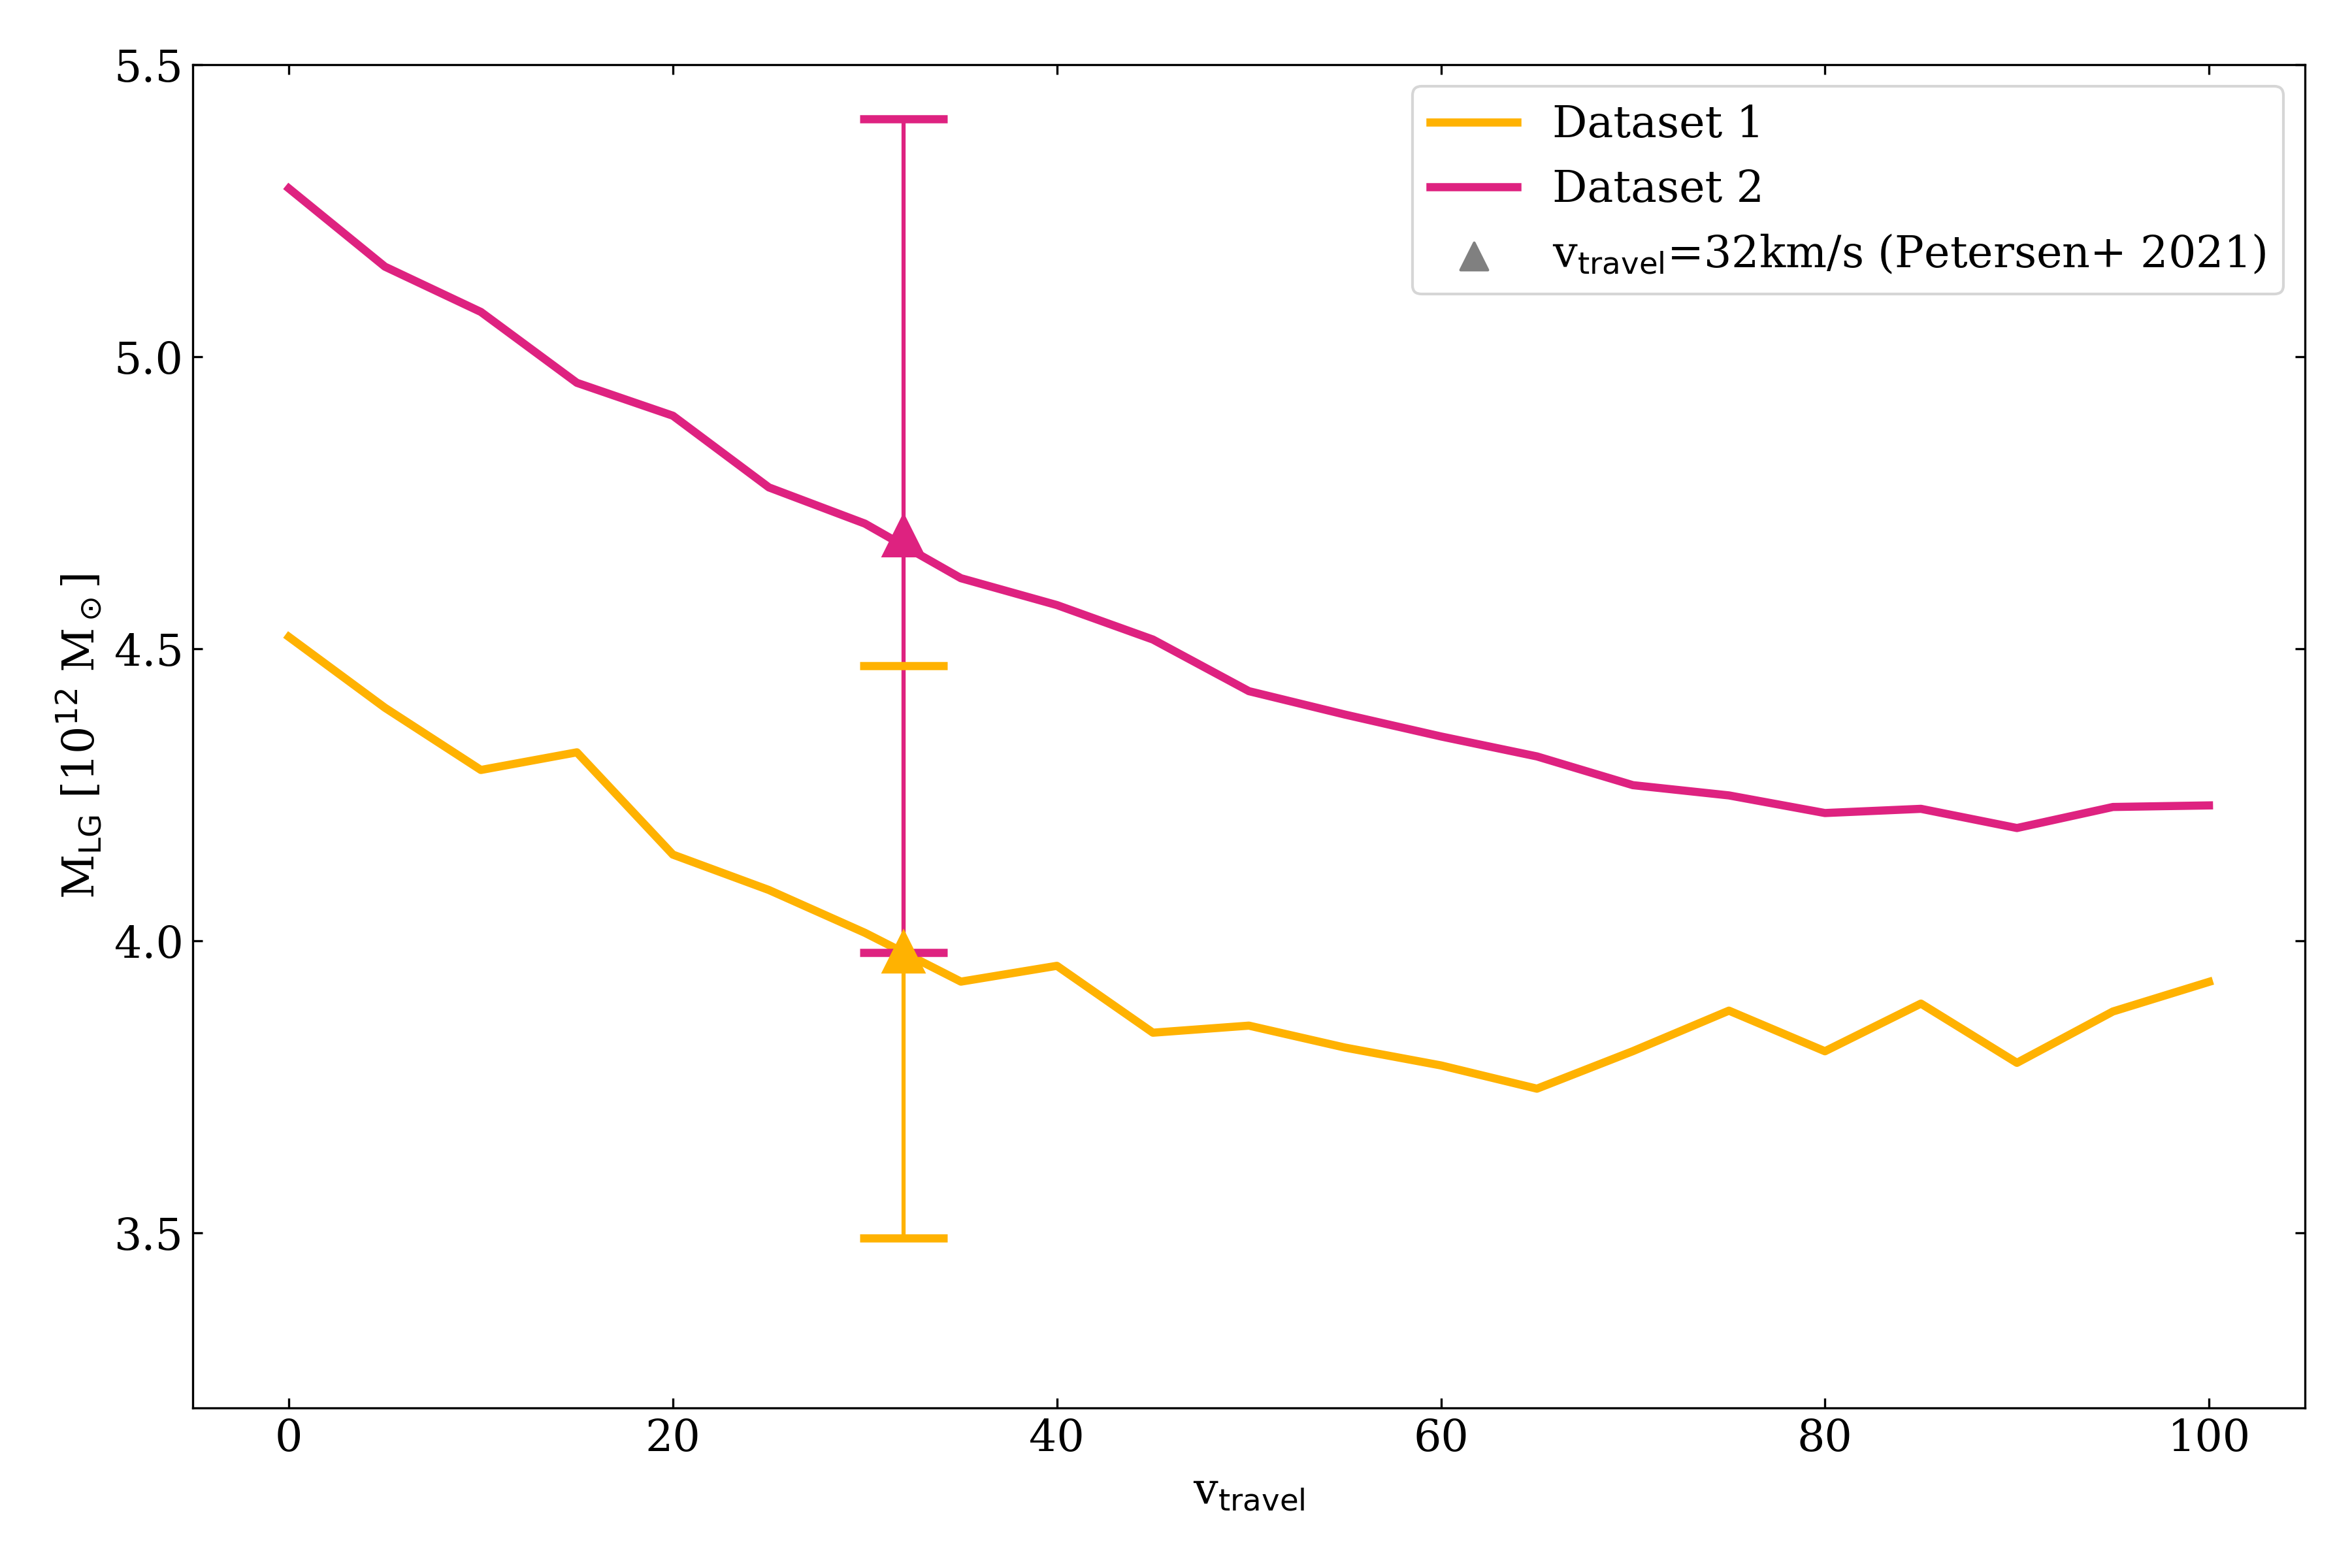 5.5
5.0
4.5
4.0
3.5
M_LG [10^12 M_⊙]
Dataset 1
Dataset 2
v_travel=32km/s (Petersen+ 2021)
0 20 40 60 80 100
v_travel